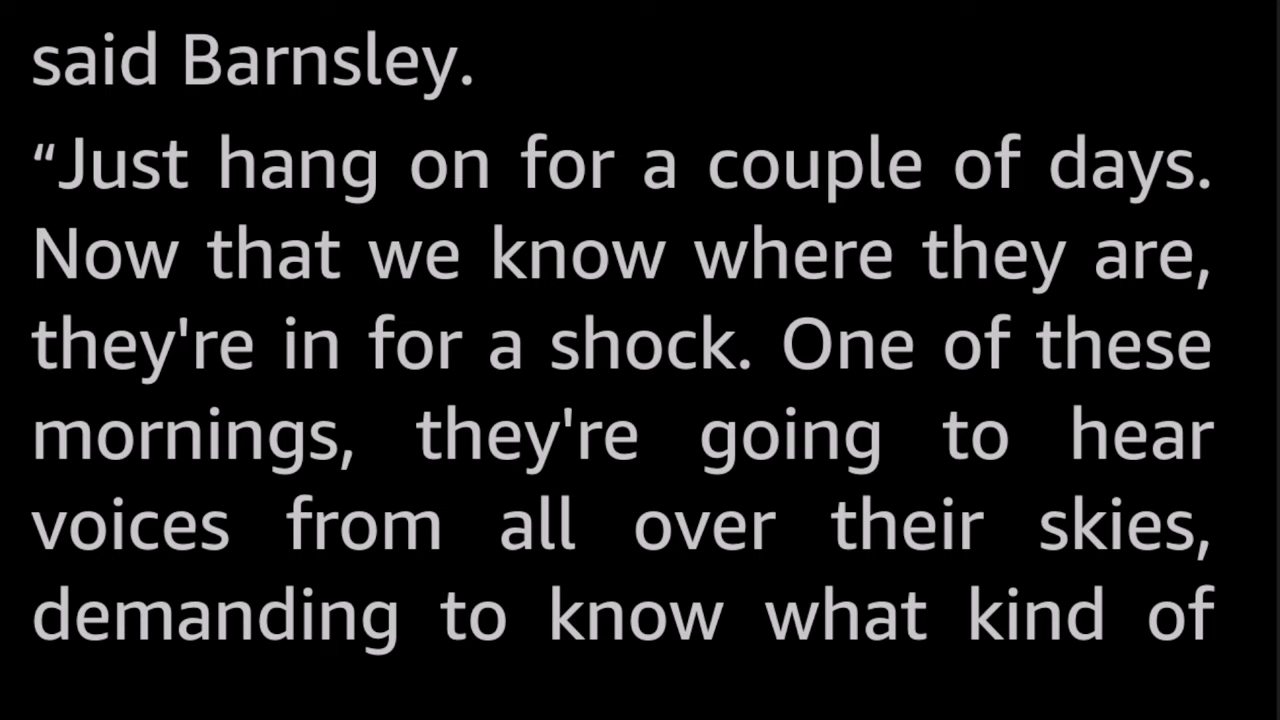 said Barnsley.
“Just hang on for a couple of days.
Now that we know where they are,
they're in for a shock. One of these
mornings, they're going to hear
voices from all over their skies,
demanding to know what kind of